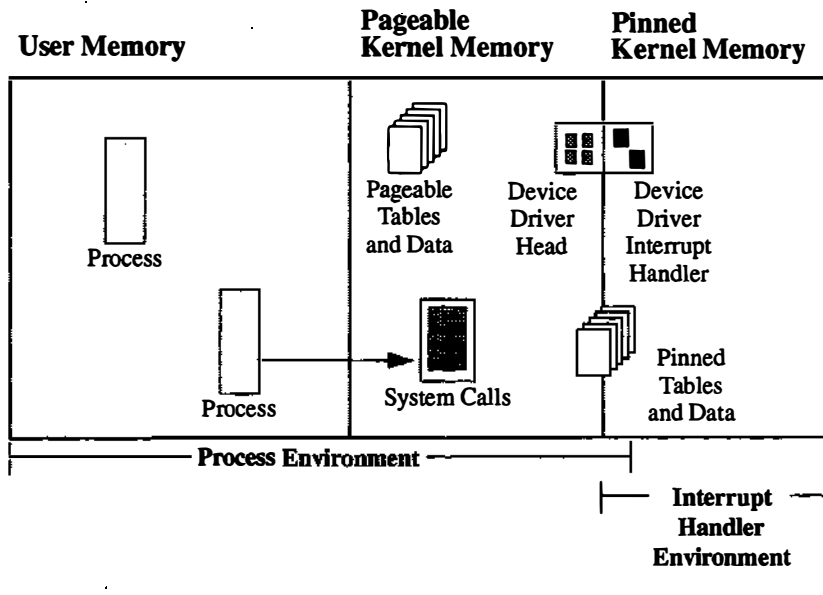 User Memory
Pageable
Kernel Memory
Pinned
Kernel Memory
Process
Pageable
Tables
and Data
Device
Driver
Head
Device
Driver
Interrupt
Handler
Process
System Calls
Pinned
Tables
and Data
Process Environment
Interrupt
Handler
Environment